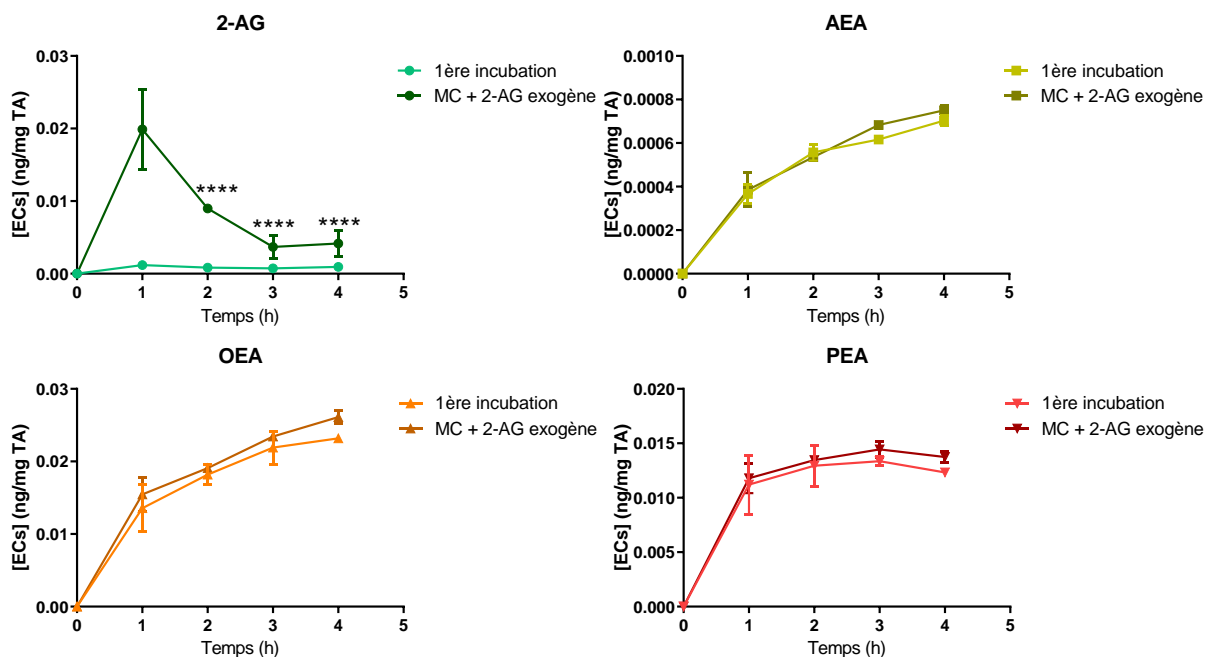 2-AG
[ECs] (ng/mg TA)
0.03
0.02
0.01
0.00
****
****
****
0
1
2
3
4
5
Temps (h)
1ère incubation
MC + 2-AG exogène
AEA
[ECs] (ng/mg TA)
0.0010
0.0008
0.0006
0.0004
0.0002
0.0000
0
1
2
3
4
5
Temps (h)
1ère incubation
MC + 2-AG exogène
OEA
[ECs] (ng/mg TA)
0.03
0.02
0.01
0.00
0
1
2
3
4
5
Temps (h)
1ère incubation
MC + 2-AG exogène
PEA
[ECs] (ng/mg TA)
0.020
0.015
0.010
0.005
0.000
0
1
2
3
4
5
Temps (h)
1ère incubation
MC + 2-AG exogène